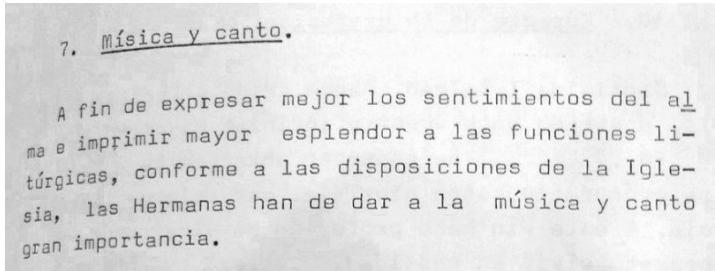 7. Mísica y canto.
A fin de expresar mejor los sentimientos del al
ma e imprimir mayor esplendor a las funciones li-
túrgicas, conforme a las disposiciones de la Igle-
sia, las Hermanas han de dar a la música y canto
gran importancia.